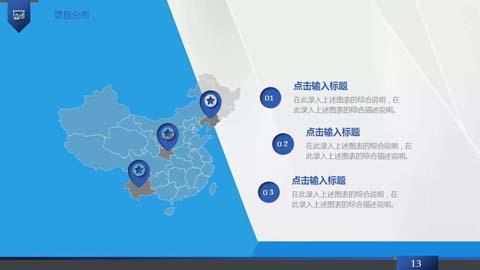 项目分布
01
点击输入标题
在此录入上述图表的综合说明，在
此录入上述图表的综合描述说明。
02
点击输入标题
在此录入上述图表的综合说明，在
此录入上述图表的综合描述说明。
03
点击输入标题
在此录入上述图表的综合说明，在
此录入上述图表的综合描述说明。
13